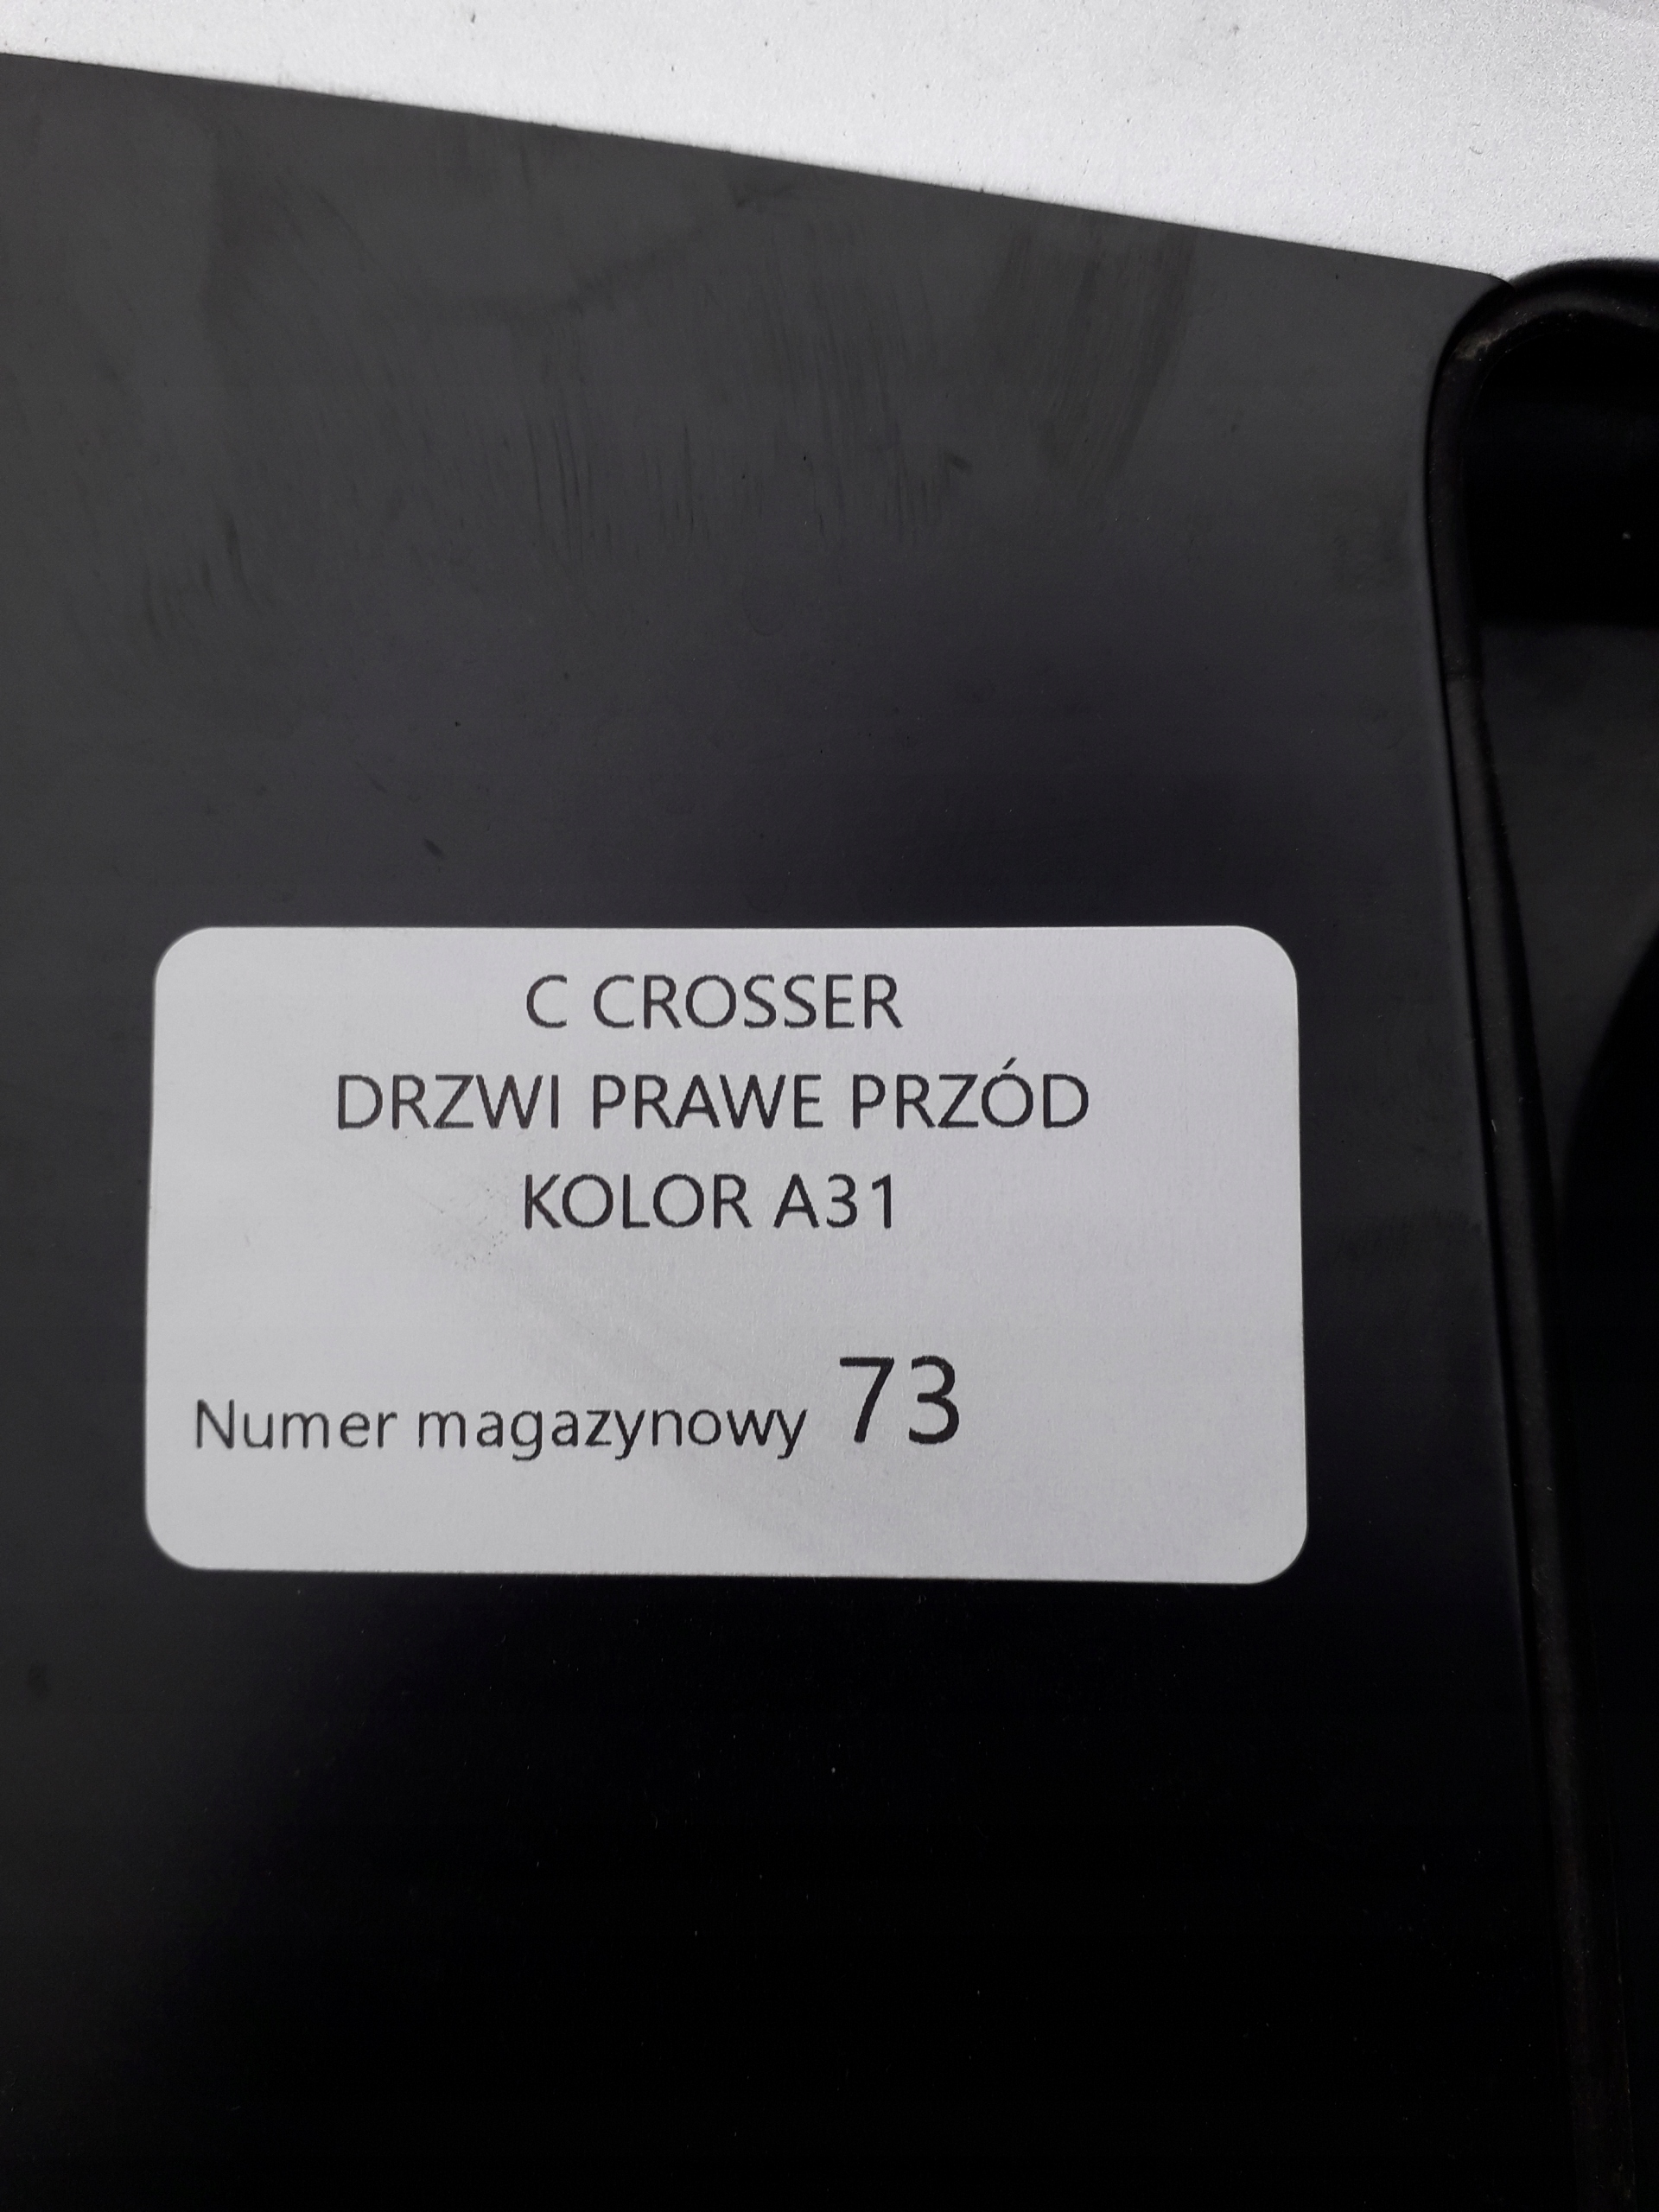 C CROSSER
DRZWI PRAWE PRZÓD
KOLOR A31
Numer magazynowy 73